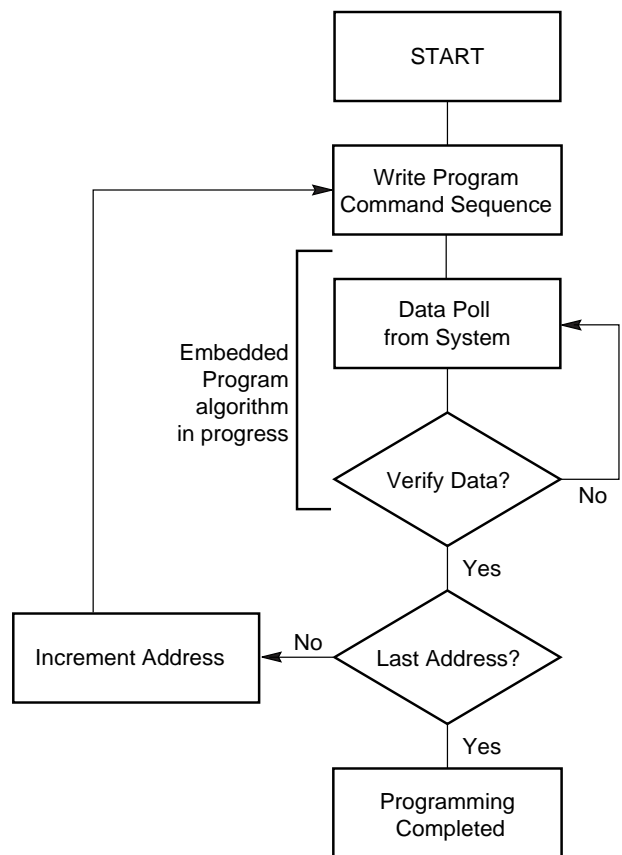 START
Write Program
Command Sequence
Data Poll
from System
Embedded
Program
algorithm
in progress
Verify Data?
No
Yes
No
Increment Address
Last Address?
Yes
Programming
Completed